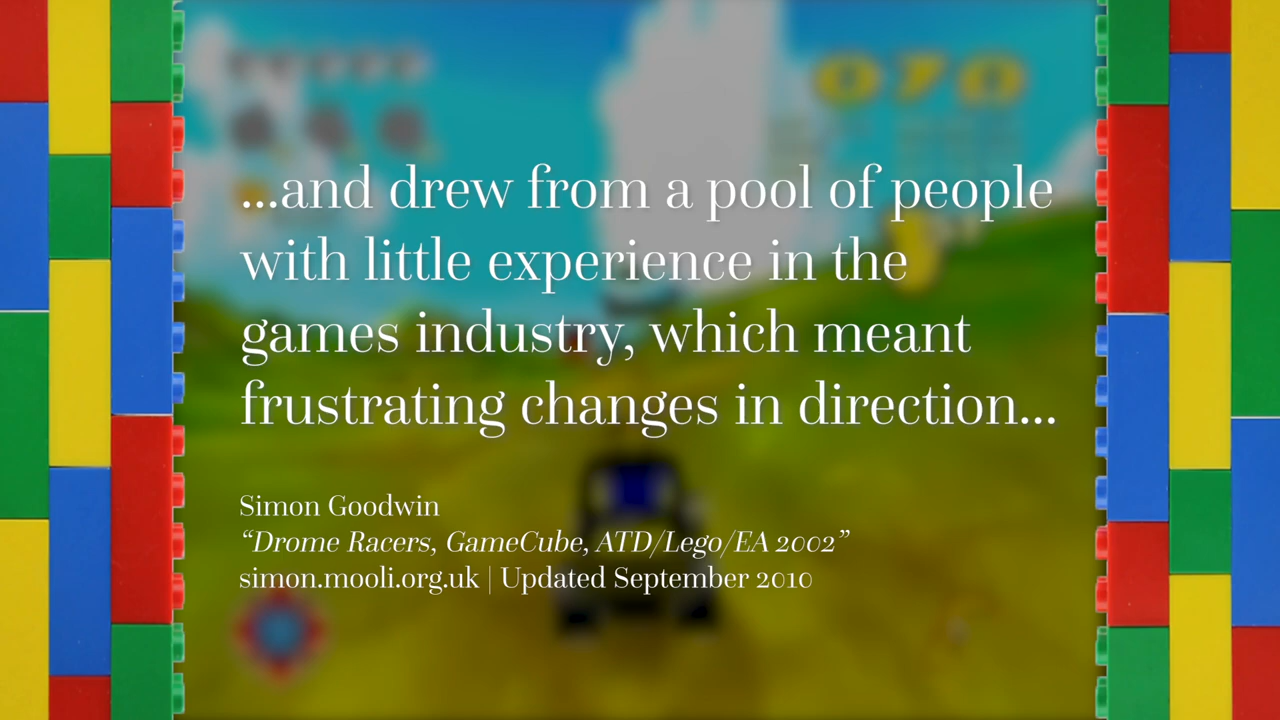 070
...and drew from a pool of people
with little experience in the
games industry, which meant
frustrating changes in direction...
Simon Goodwin
“Drome Racers, GameCube, ATD/Lego/EA 2002”
simon.mooli.org.uk | Updated September 2010